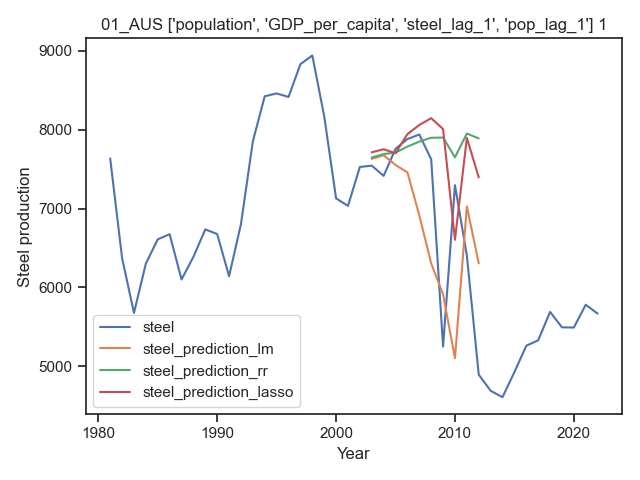 01_AUS ['population', 'GDP_per_capita', 'steel_lag_1', 'pop_lag_1'] 1
9000
8000
7000
6000
5000
Steel production
steel
steel_prediction_lm
steel_prediction_rr
steel_prediction_lasso
1980
1990
2000
2010
2020
Year